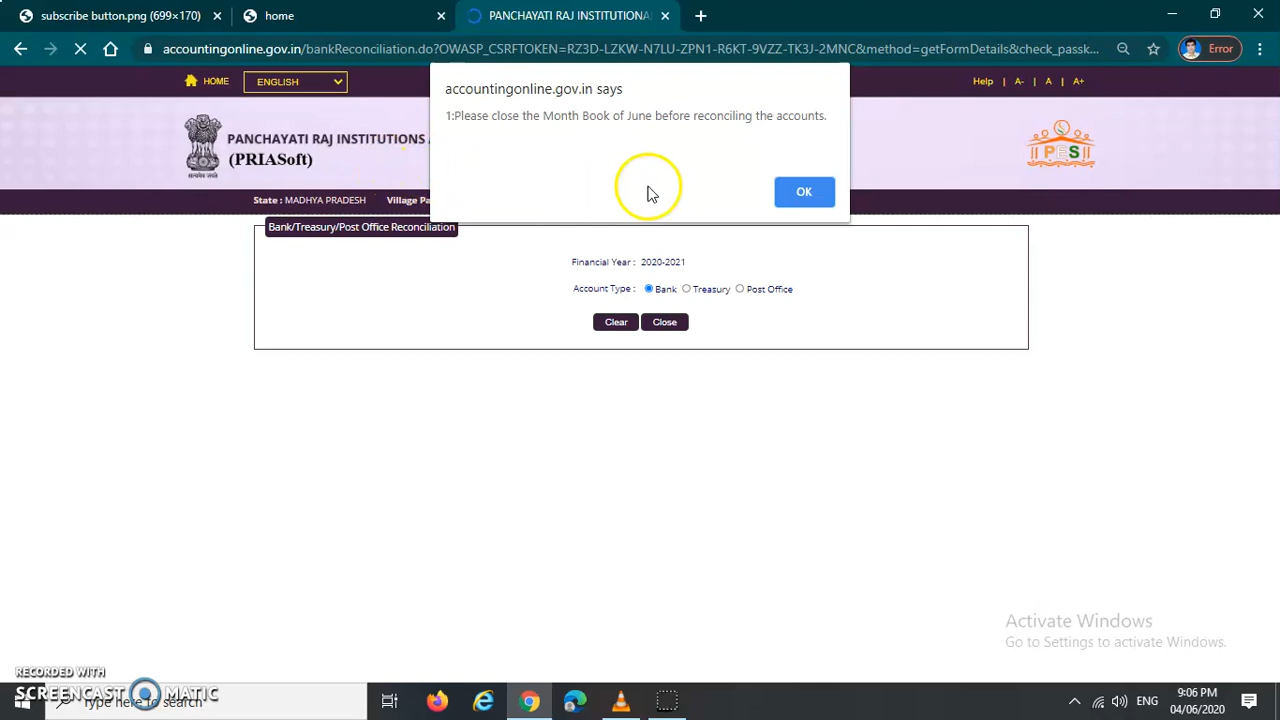 subscribe button.png (699×170)
home
PANCHAYATI RAJ INSTITUTIONA
accountingonline.gov.in/bankReconciliation.do?OWASP_CSRFTOKEN=RZ3D-LZKW-N7LU-ZPN1-R6KT-9VZZ-TK3J-2MNC&method=getFormDetails&check_passk...
Error
HOME
ENGLISH
Help | A- | A | A+
accountingonline.gov.in says
1:Please close the Month Book of June before reconciling the accounts.
OK
PANCHAYATI RAJ INSTITUTIONS A
(PRIASoft)
PES
State : MADHYA PRADESH
Village Pa
Bank/Treasury/Post Office Reconciliation
Financial Year : 2020-2021
Account Type : Bank Treasury Post Office
Clear Close
Activate Windows
Go to Settings to activate Windows.
RECORDED WITH
SCREENCAST MATIC
Type here to search
ENG
9:06 PM
04/06/2020